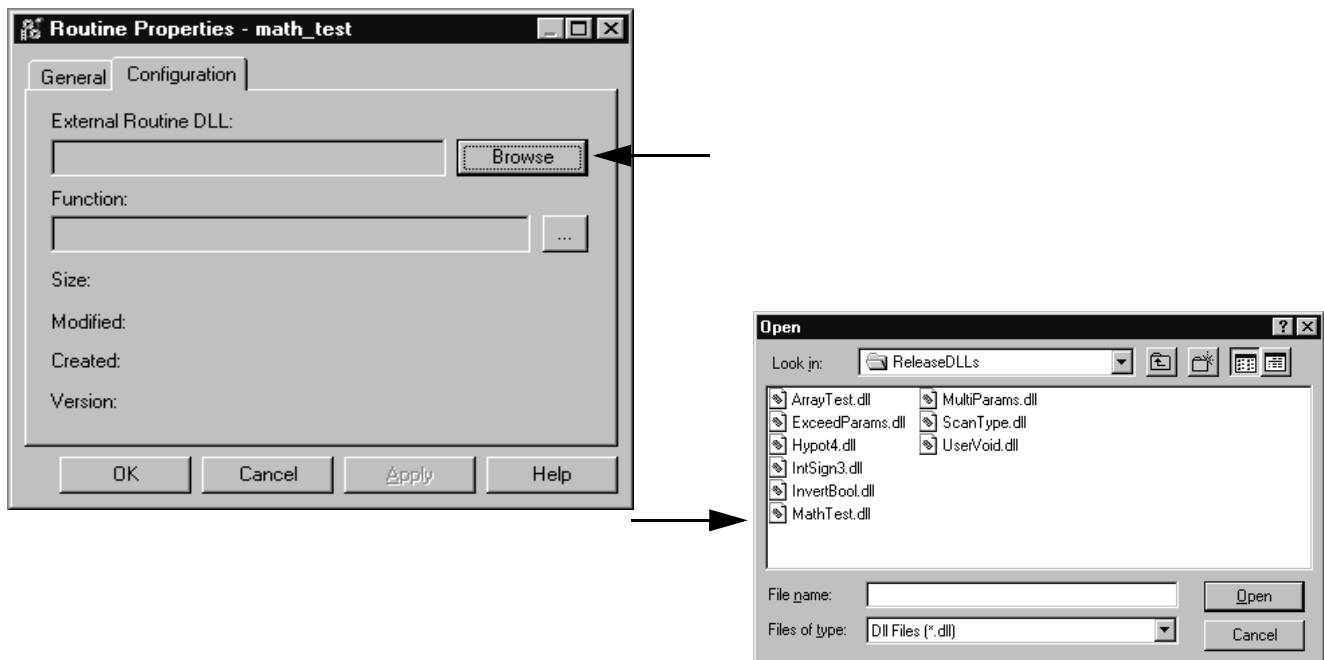 Routine Properties - math_test
General
Configuration
External Routine DLL:
Browse
Function:
...
Size:
Modified:
Created:
Version:
OK
Cancel
Apply
Help
Open
Look in:
ReleaseDLLs
ArrayTest.dll
ExceedParams.dll
Hypot4.dll
IntSign3.dll
InvertBool.dll
MathTest.dll
MultiParams.dll
ScanType.dll
UserVoid.dll
File name:
Open
Files of type:
Dll Files (*.dll)
Cancel